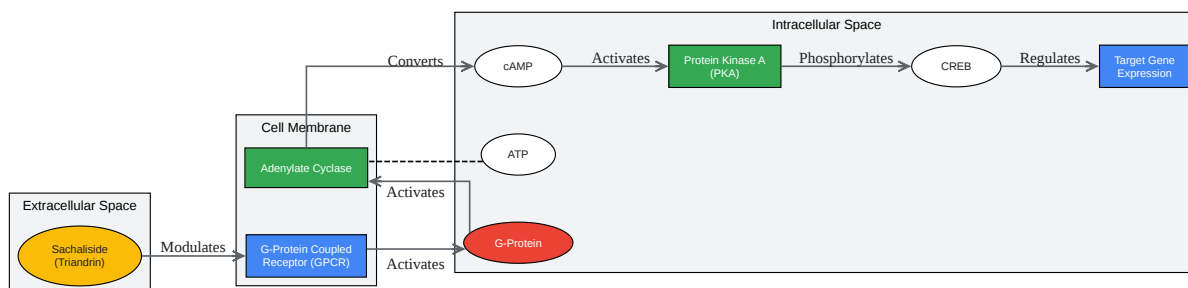 Intracellular Space
Converts
cAMP
Activates
Protein Kinase A
(PKA)
Phosphorylates
CREB
Regulates
Target Gene
Expression
Cell Membrane
Adenylate Cyclase
ATP
Activates
Extracellular Space
Sachaliside
(Triandrin)
Modulates
G-Protein Coupled
Receptor (GPCR)
Activates
G-Protein